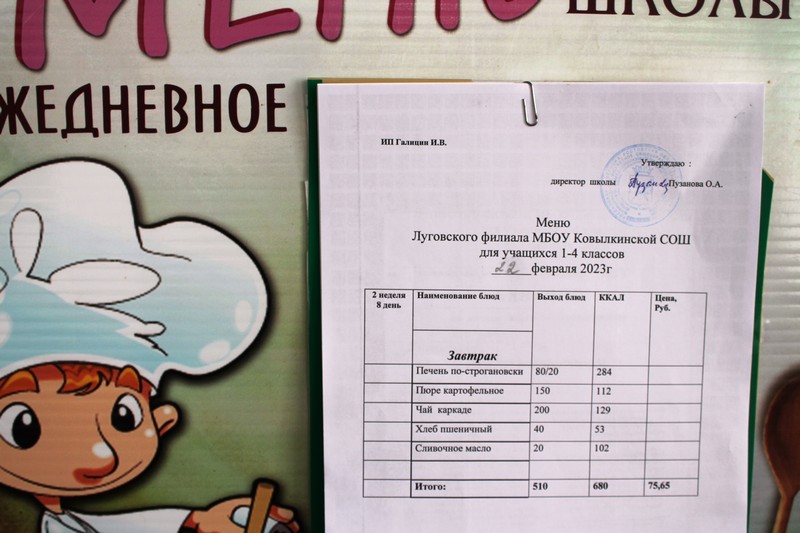 МЕНЮ ШКОЛЫ
ЖЕДНЕВНОЕ
ИП Галицин И.В.
Утверждаю :
директор школы Пузанова О.А.
Меню
Луговского филиала МБОУ Ковылкинской СОШ
для учащихся 1-4 классов
22 февраля 2023г
2 неделя 8 день Наименование блюд Выход блюд ККАЛ Цена, Руб.
Завтрак
Печень по-строгановски 80/20 284
Пюре картофельное 150 112
Чай каркаде 200 129
Хлеб пшеничный 40 53
Сливочное масло 20 102
Итого: 510 680 75,65